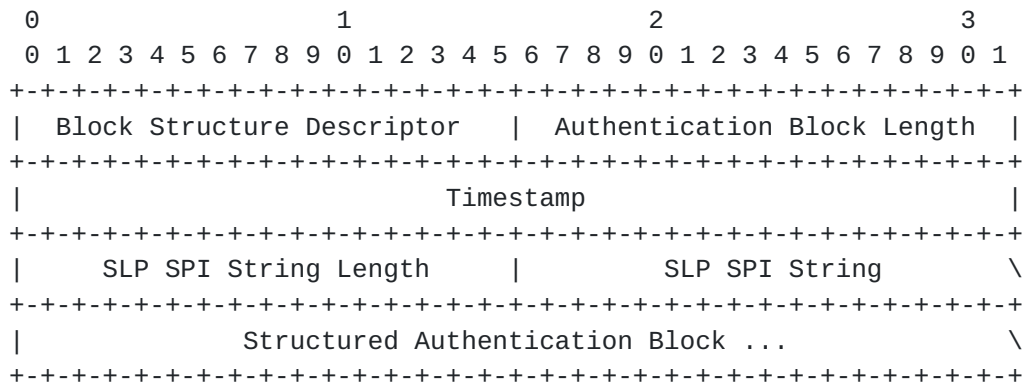 0                   1                   2                   3
 0 1 2 3 4 5 6 7 8 9 0 1 2 3 4 5 6 7 8 9 0 1 2 3 4 5 6 7 8 9 0 1
+-+-+-+-+-+-+-+-+-+-+-+-+-+-+-+-+-+-+-+-+-+-+-+-+-+-+-+-+-+-+-+-+
|  Block Structure Descriptor   |  Authentication Block Length  |
+-+-+-+-+-+-+-+-+-+-+-+-+-+-+-+-+-+-+-+-+-+-+-+-+-+-+-+-+-+-+-+-+
|                           Timestamp                           |
+-+-+-+-+-+-+-+-+-+-+-+-+-+-+-+-+-+-+-+-+-+-+-+-+-+-+-+-+-+-+-+-+
|     SLP SPI String Length     |         SLP SPI String        \
+-+-+-+-+-+-+-+-+-+-+-+-+-+-+-+-+-+-+-+-+-+-+-+-+-+-+-+-+-+-+-+-+
|              Structured Authentication Block ...              \
+-+-+-+-+-+-+-+-+-+-+-+-+-+-+-+-+-+-+-+-+-+-+-+-+-+-+-+-+-+-+-+-+